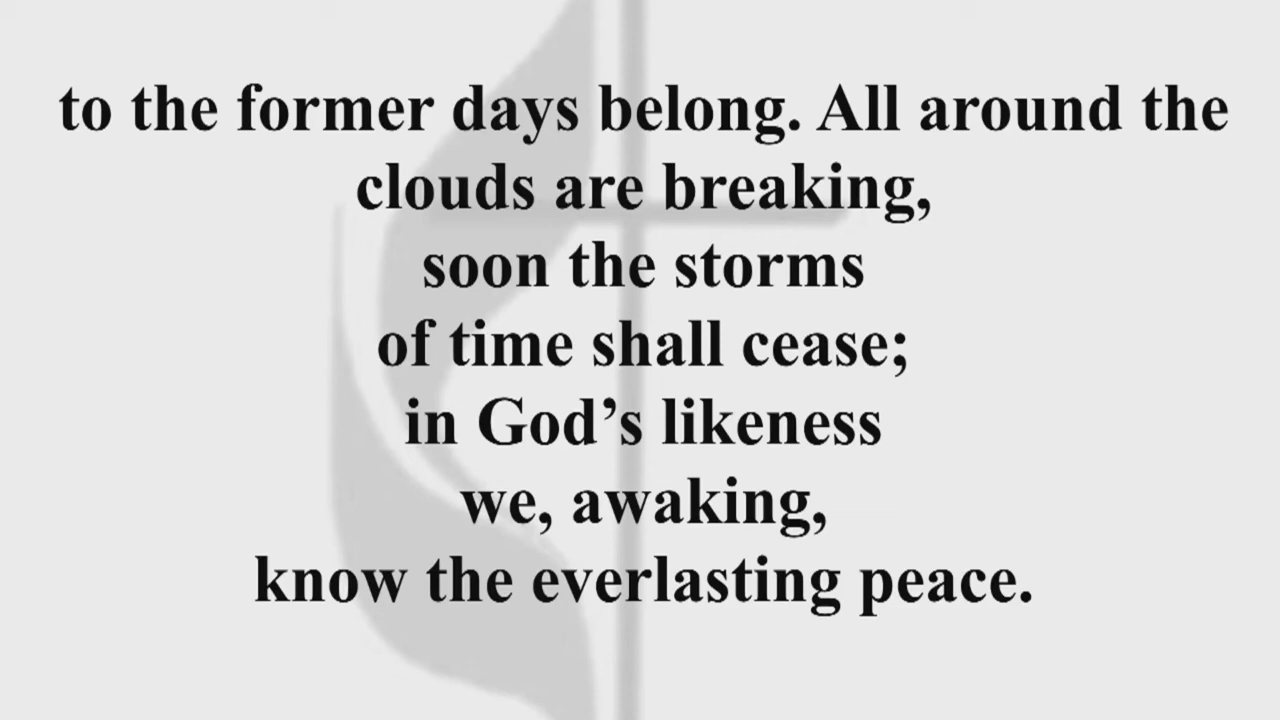 to the former days belong. All around the
clouds are breaking,
soon the storms
of time shall cease;
in God’s likeness
we, awaking,
know the everlasting peace.